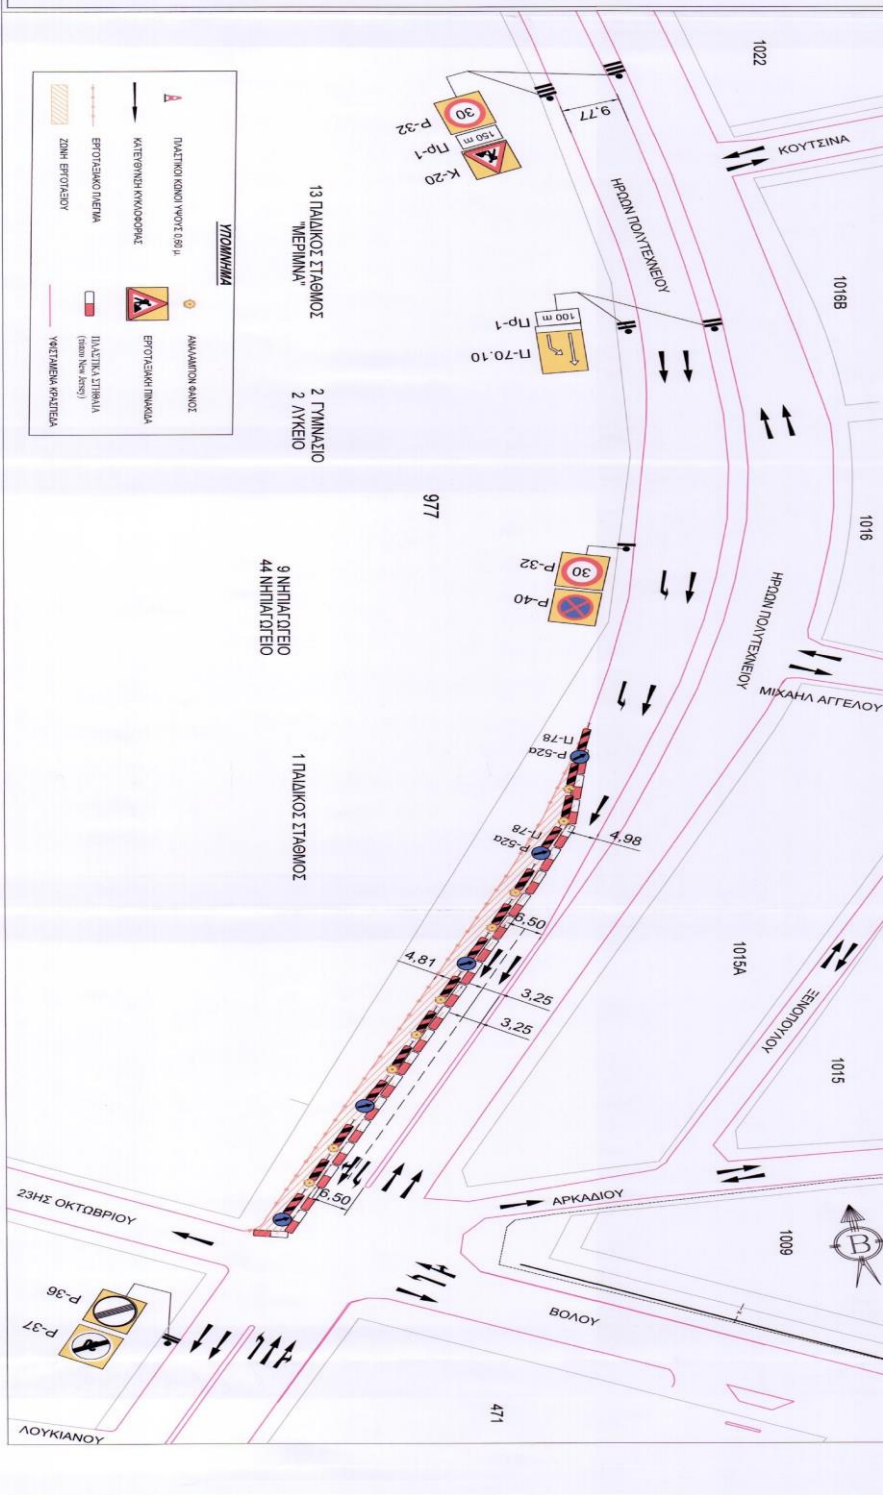 1022
ΚΟΥΤΣΙΝΑ
9,77
P-32
30
Πρ-1
150 m
K-20
ΗΡΩΩΝ ΠΟΛΥΤΕΧΝΕΙΟΥ
1016B
Πρ-1
100 m
Π-70.10
1016
977
P-32
30
P-40
ΗΡΩΩΝ ΠΟΛΥΤΕΧΝΕΙΟΥ
ΜΙΧΑΗΛ ΑΓΓΕΛΟΥ
13 ΠΑΙΔΙΚΟΣ ΣΤΑΘΜΟΣ
"ΜΕΡΙΜΝΑ"
2 ΓΥΜΝΑΣΙΟ
2 ΛΥΚΕΙΟ
9 ΝΗΠΙΑΓΩΓΕΙΟ
44 ΝΗΠΙΑΓΩΓΕΙΟ
1 ΠΑΙΔΙΚΟΣ ΣΤΑΘΜΟΣ
Π-78
P-52α
Π-78
P-52α
4,98
6,50
4,81
3,25
3,25
6,50
1015A
ΞΕΝΟΠΟΥΛΟΥ
1015
ΑΡΚΑΔΙΟΥ
1009
B
ΒΟΛΟΥ
471
23ΗΣ ΟΚΤΩΒΡΙΟΥ
P-36
P-37
ΛΟΥΚΙΑΝΟΥ
ΥΠΟΜΝΗΜΑ
ΠΛΑΣΤΙΚΟΙ ΚΩΝΟΙ ΥΨΟΥΣ 0.60 μ.
ΑΝΑΛΑΜΠΩΝ ΦΑΝΟΣ
ΚΑΤΕΥΘΥΝΣΗ ΚΥΚΛΟΦΟΡΙΑΣ
ΕΡΓΟΤΑΞΙΑΚΗ ΠΙΝΑΚΙΔΑ
ΕΡΓΟΤΑΞΙΑΚΟ ΠΛΕΓΜΑ
ΠΛΑΣΤΙΚΑ ΣΤΗΘΑΙΑ
(τύπου New Jersey)
ΖΩΝΗ ΕΡΓΟΤΑΞΙΟΥ
ΥΦΙΣΤΑΜΕΝΑ ΚΡΑΣΠΕΔΑ